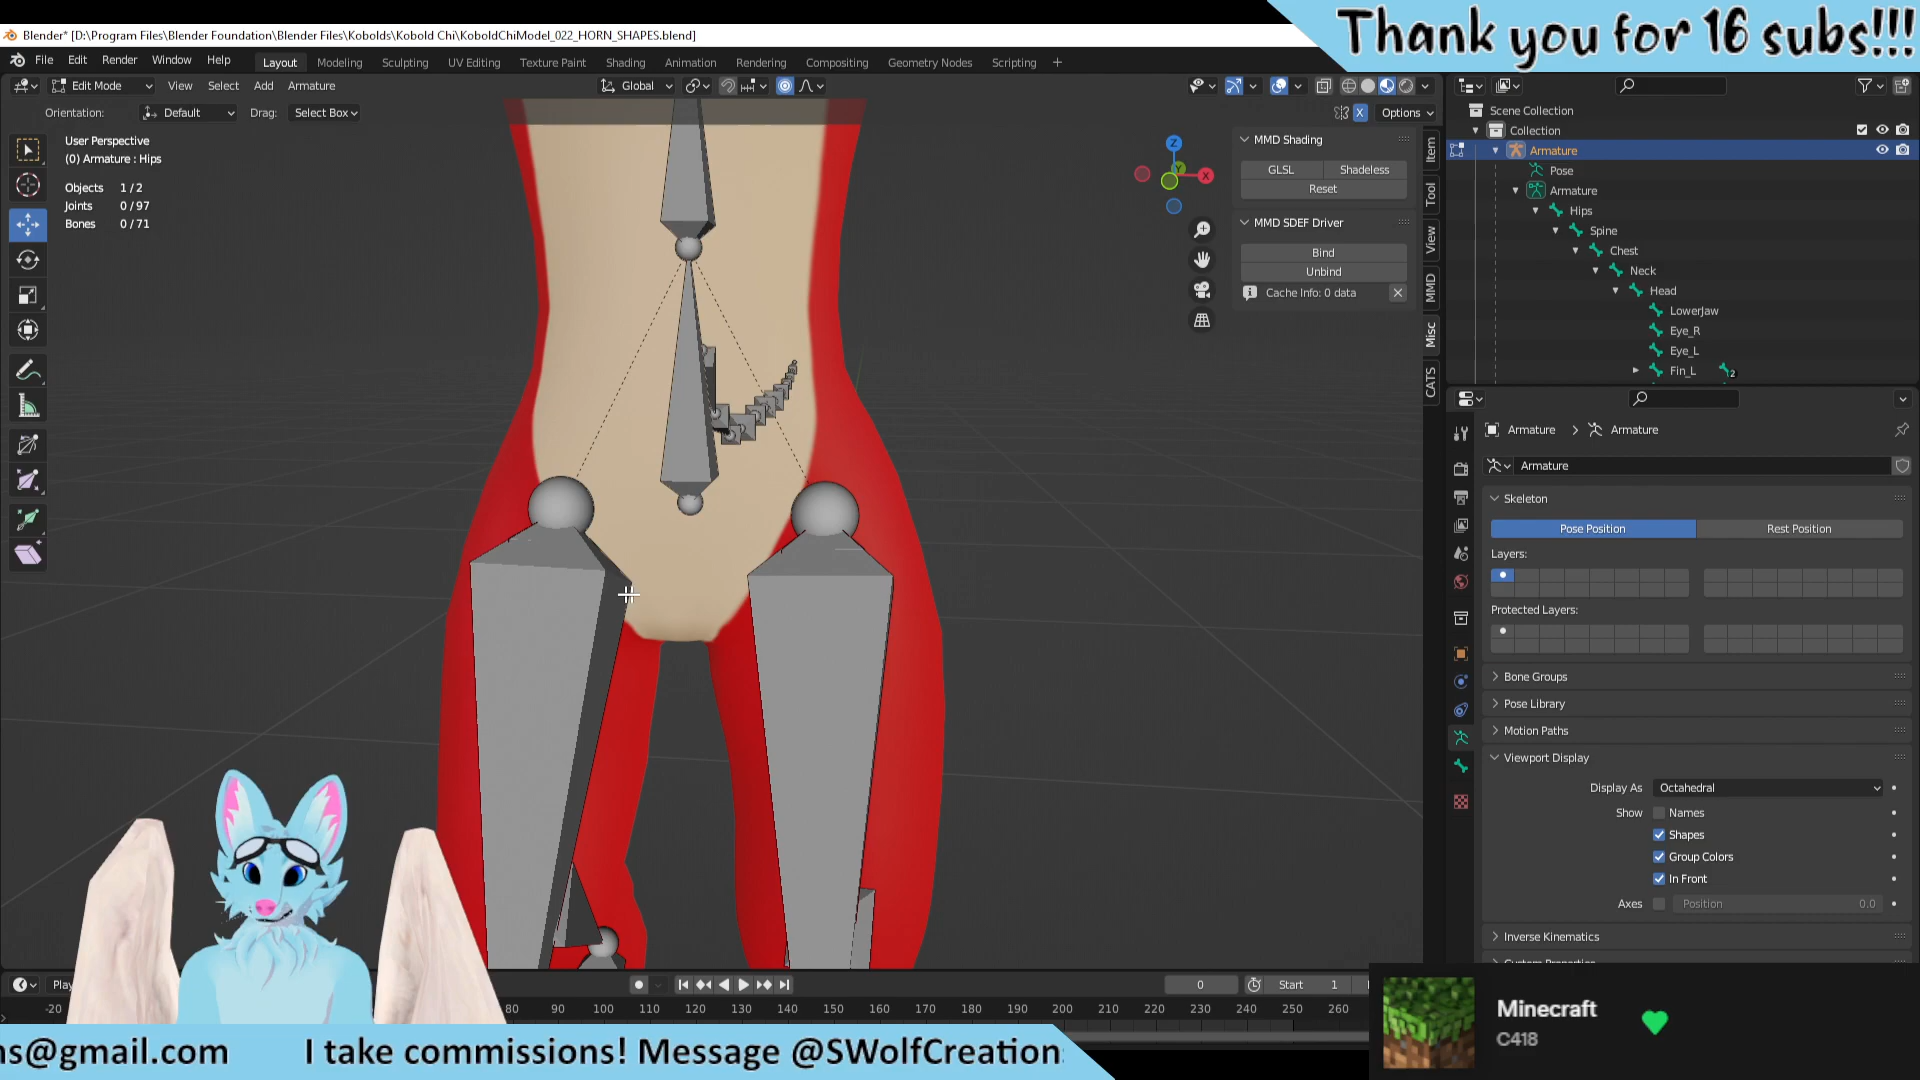 Thank you for 16 subs!!!
Blender* [D:\Program Files\Blender Foundation\Blender Files\Kobolds\Kobold Chi\KoboldChiModel_022_HORN_SHAPES.blend]
File Edit Render Window Help Layout Modeling Sculpting UV Editing Texture Paint Shading Animation Rendering Compositing Geometry Nodes Scripting +
Edit Mode View Select Add Armature Global
Orientation: Default Drag: Select Box X Options
User Perspective
(0) Armature : Hips
Objects 1 / 2
Joints 0 / 97
Bones 0 / 71
Z
Y
X
MMD Shading
GLSL Shadeless
Reset
MMD SDEF Driver
Bind
Unbind
Cache Info: 0 data
Item
Tool
View
MMD
Misc
CATS
Scene Collection
Collection
Armature
Pose
Armature
Hips
Spine
Chest
Neck
Head
LowerJaw
Eye_R
Eye_L
Fin_L 2
Armature > Armature
Armature
Skeleton
Pose Position Rest Position
Layers:
Protected Layers:
Bone Groups
Pose Library
Motion Paths
Viewport Display
Display As Octahedral
Show Names
Shapes
Group Colors
In Front
Axes Position 0.0
Inverse Kinematics
0 Start 1
-20 80 90 100 110 120 130 140 150 160 170 180 190 200 210 220 230 240 250 260
Minecraft
C418
ns@gmail.com I take commissions! Message @SWolfCreation